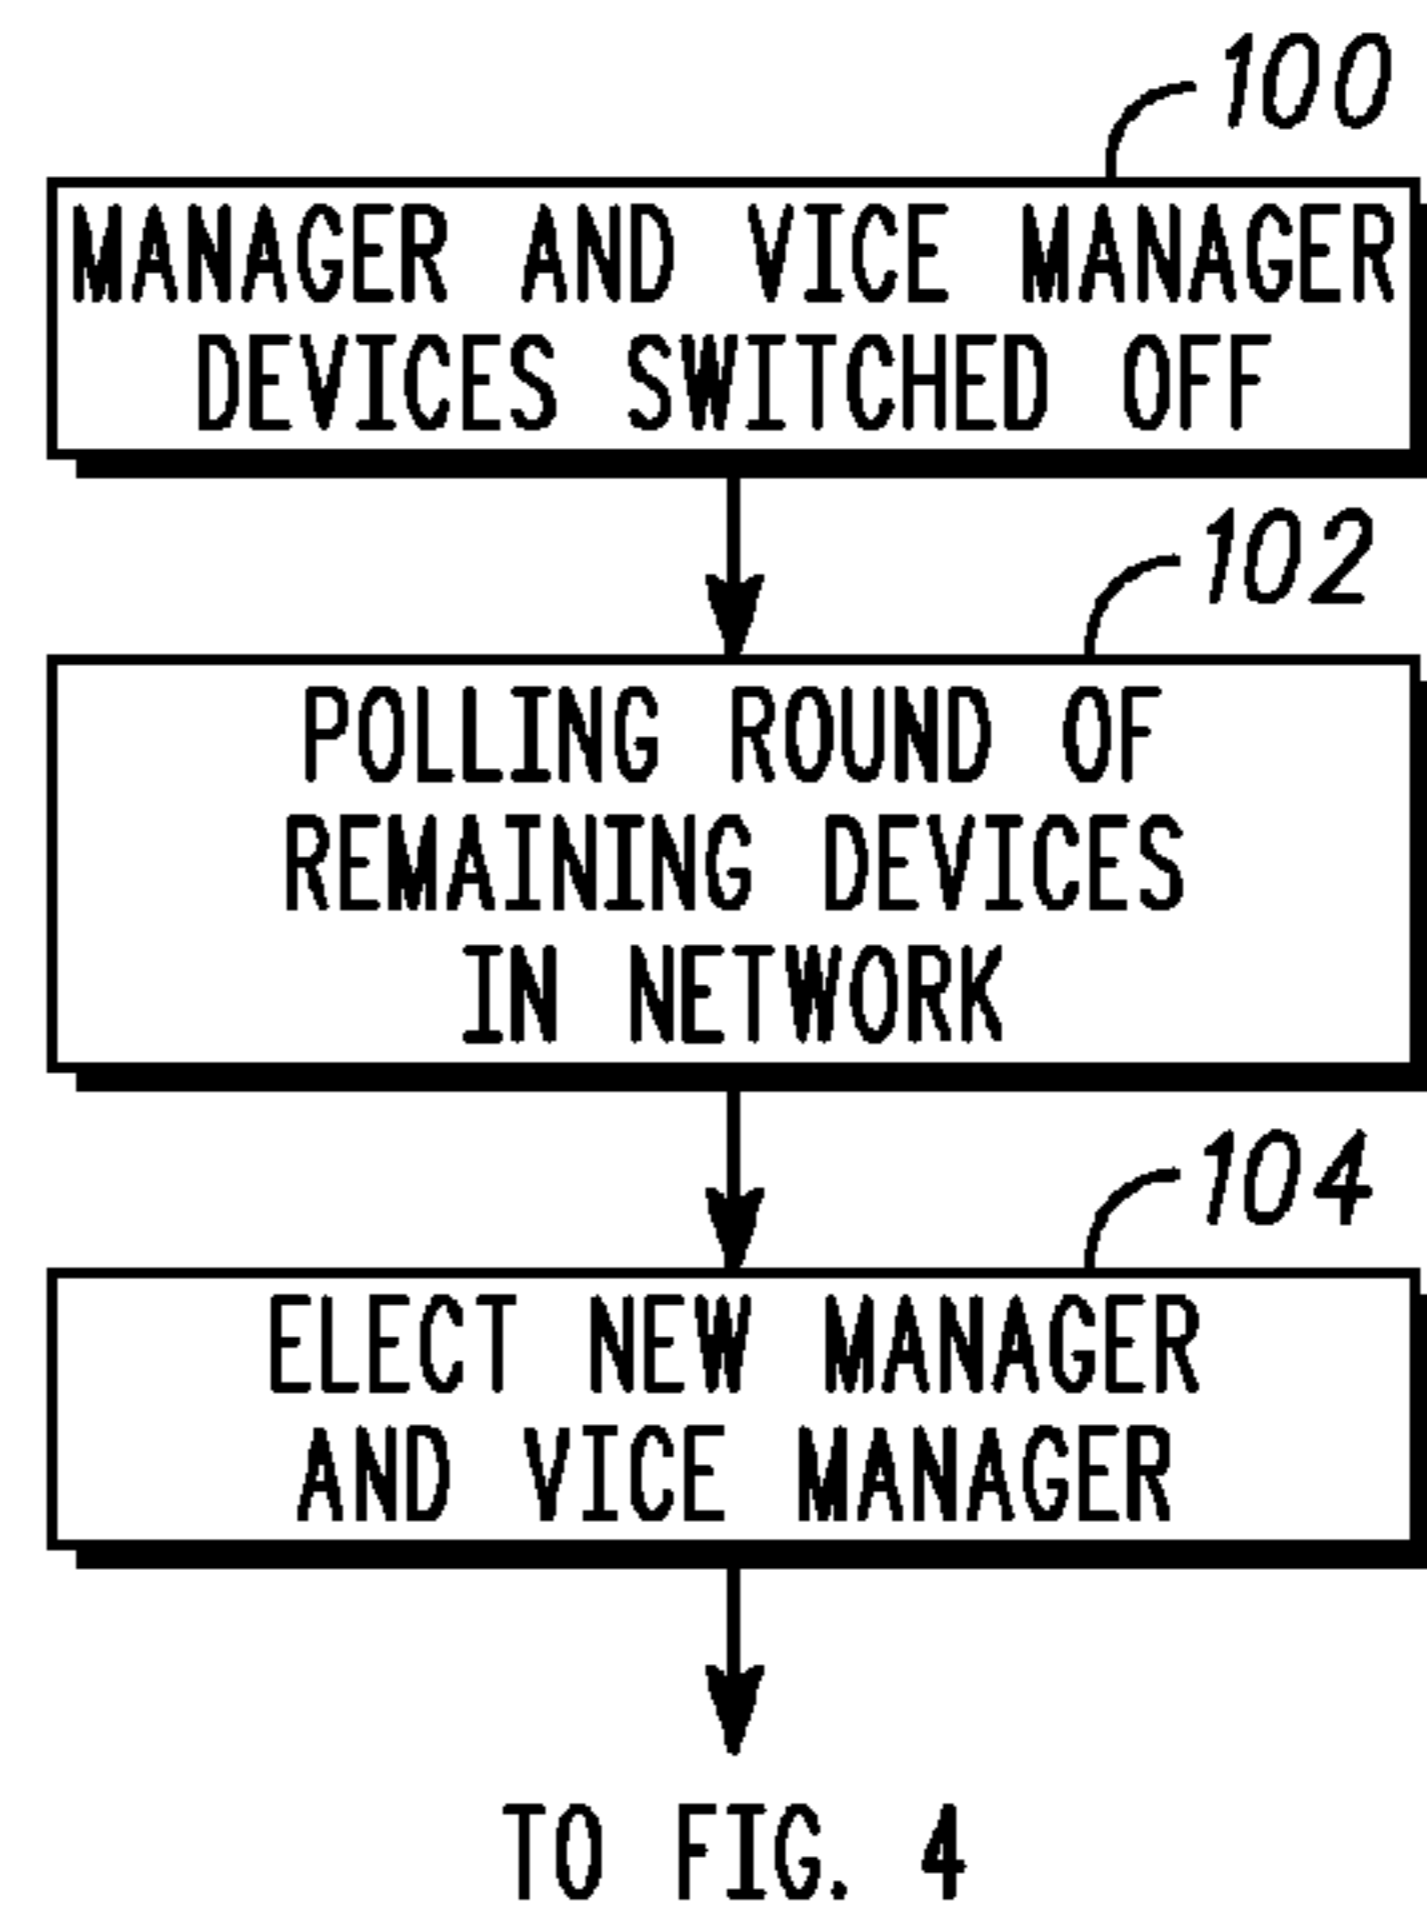 100
MANAGER AND VICE MANAGER
DEVICES SWITCHED OFF
102
POLLING ROUND OF
REMAINING DEVICES
IN NETWORK
104
ELECT NEW MANAGER
AND VICE MANAGER
TO FIG. 4